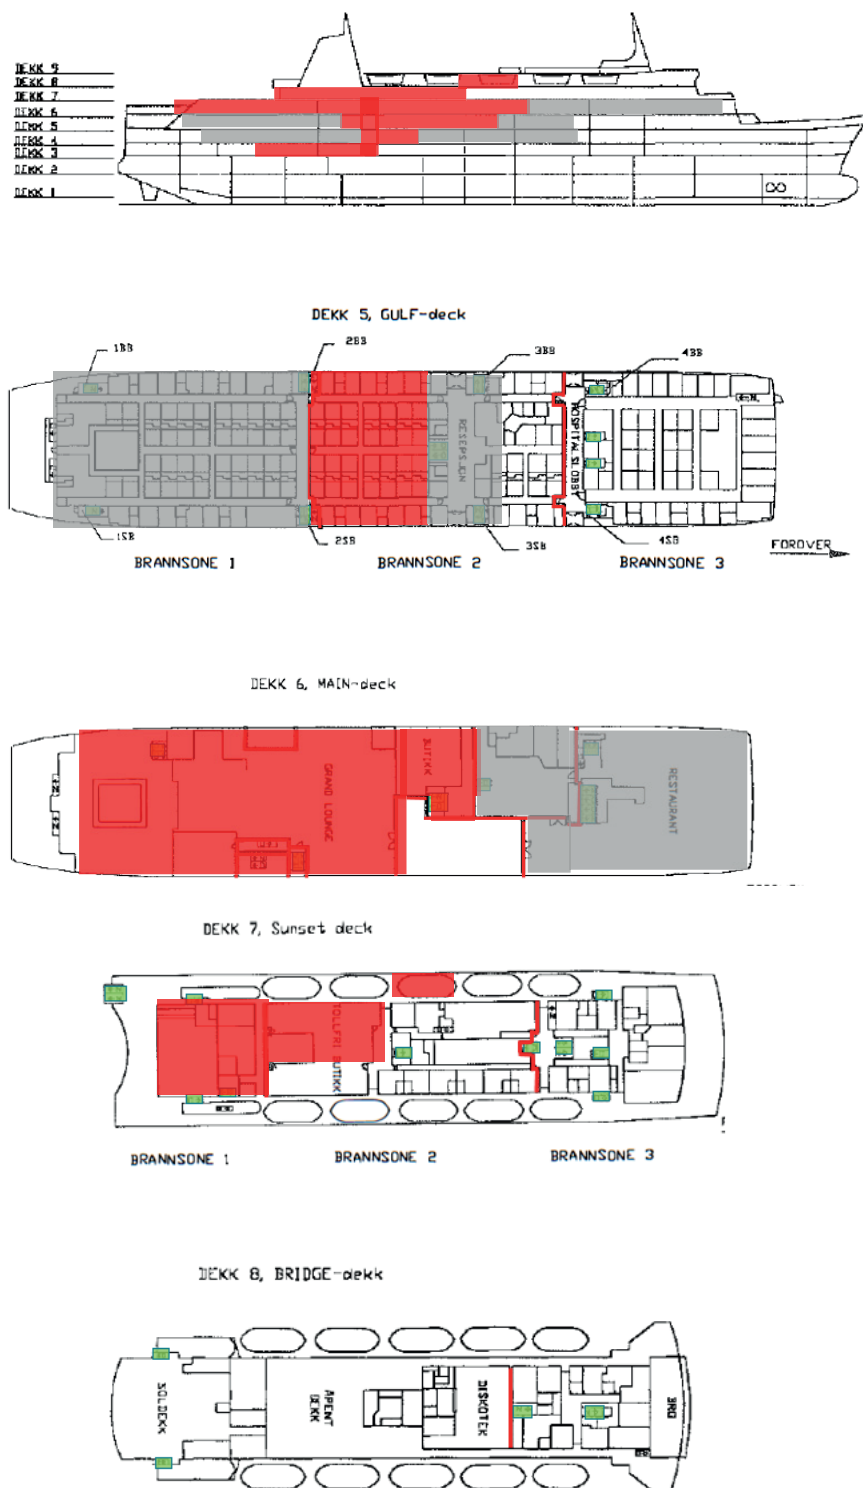 DEKK 9
DEKK 8
DEKK 7
DEKK 6
DEKK 5
DEKK 4
DEKK 3
DEKK 2
DEKK 1
DEKK 5, GULF-deck
1BB
2BB
3BB
4BB
RESEPSJON
HOSPITALSLOBBY
1SB
2SB
3SB
4SB
BRANNSONE 1
BRANNSONE 2
BRANNSONE 3
FOROVER
DEKK 6, MAIN-deck
GRAND LOUNGE
BUTIKK
RESTAURANT
DEKK 7, Sunset deck
TOLLFRI BUTIKK
BRANNSONE 1
BRANNSONE 2
BRANNSONE 3
DEKK 8, BRIDGE-dekk
SOLDEKK
APENT
DEKK
DISKOTEK